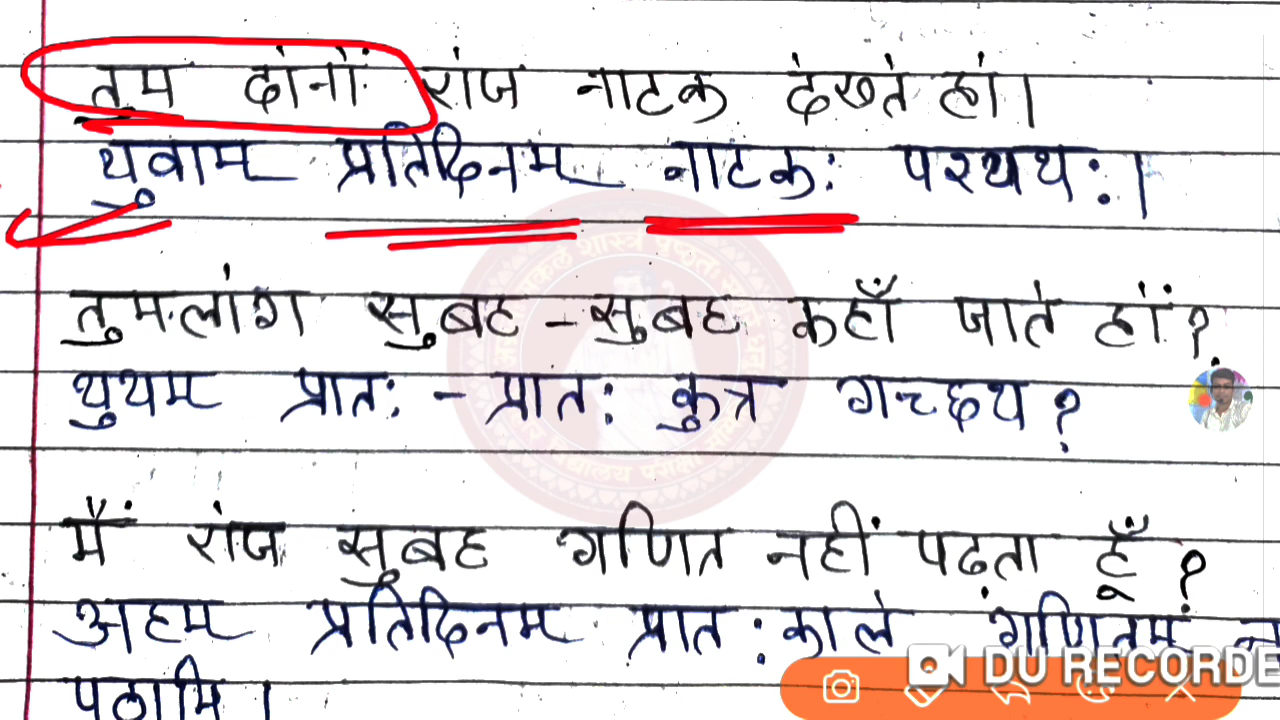 तुम दोनों रोज नाटक देखते हो।
युवाम प्रतिदिनम नाटकः पश्यथः।
तुमलोग सुबह - सुबह कहाँ जाते हों?
युयम प्रातः - प्रातः कुत्र गच्छथ?
मैं रोज सुबह गणित नहीं पढ़ता हूँ?
अहम प्रतिदिनम प्रातःकाले गणितम न
पठामि।
DU RECORDE